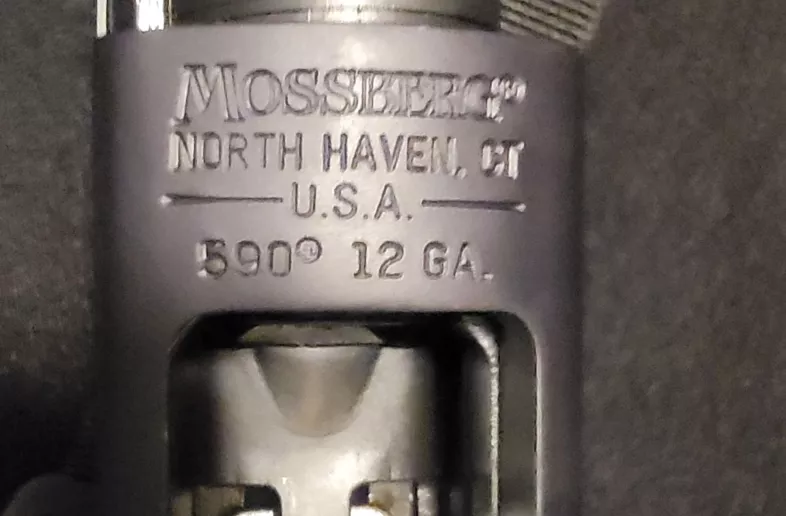 MOSSBERG®
NORTH HAVEN, CT
U.S.A.
590® 12 GA.